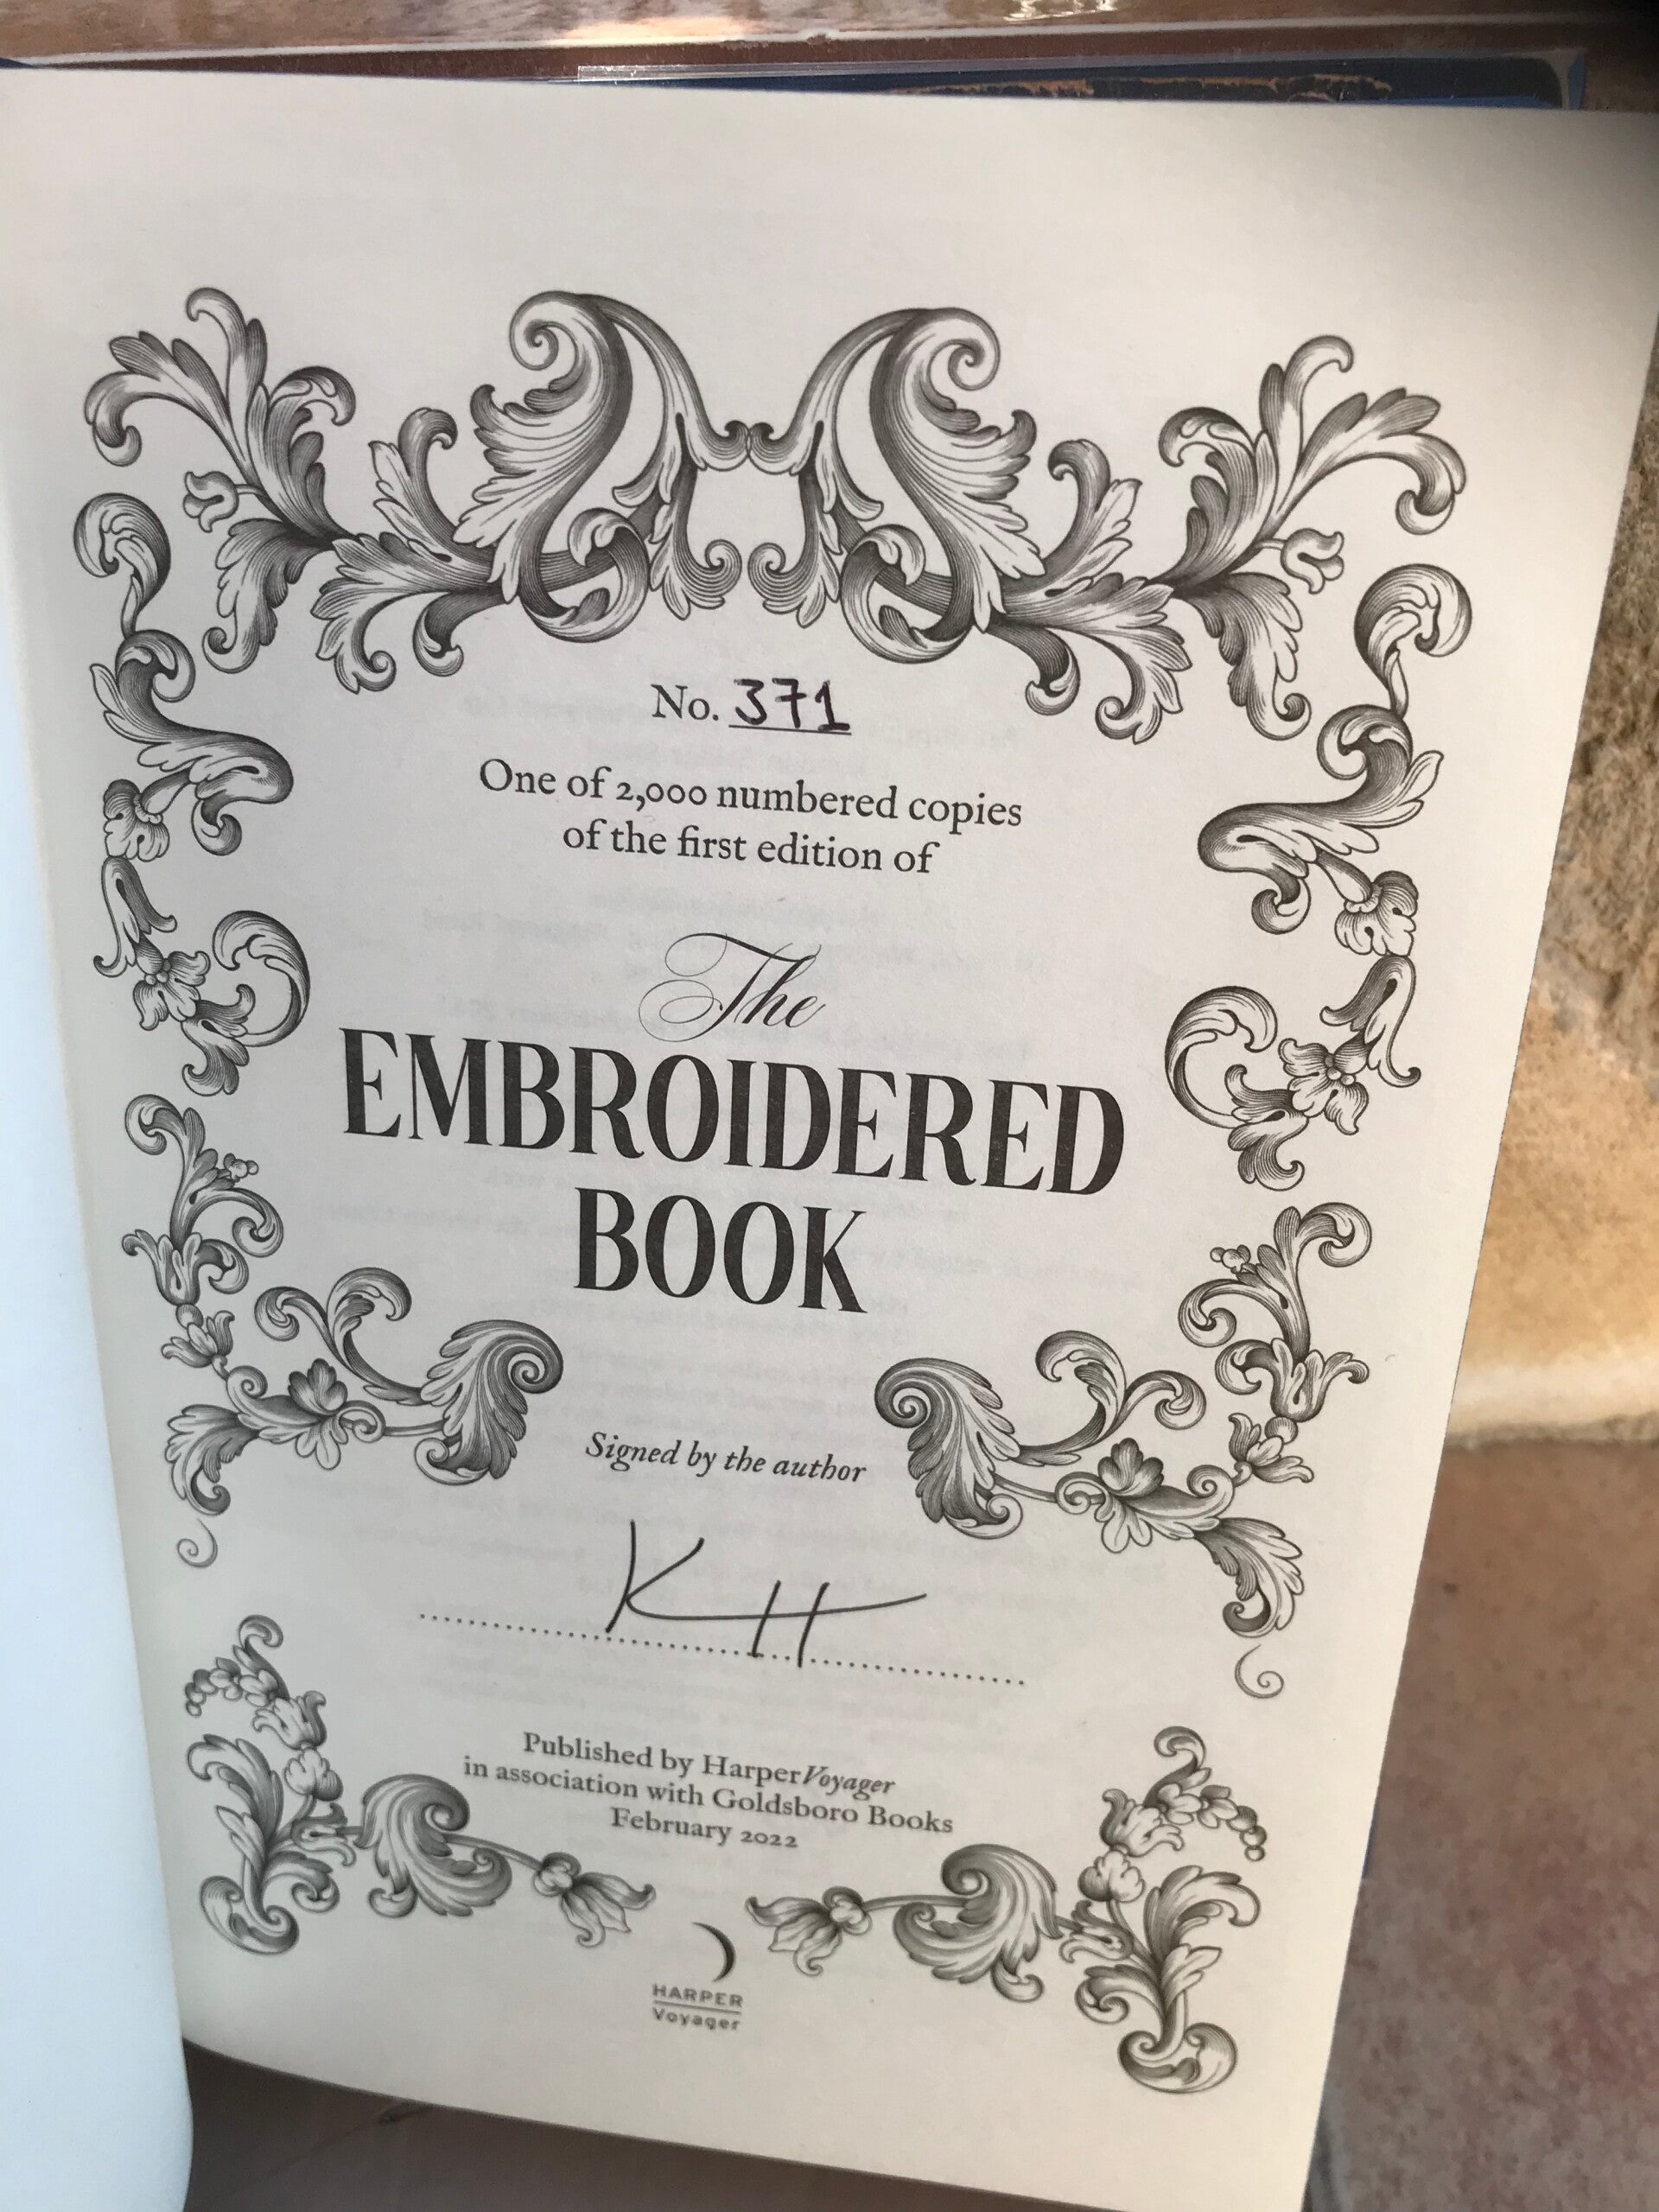 No. 371
One of 2,000 numbered copies
of the first edition of
The
EMBROIDERED
BOOK
Signed by the author
KH
Published by HarperVoyager
in association with Goldsboro Books
February 2022
HARPER
Voyager